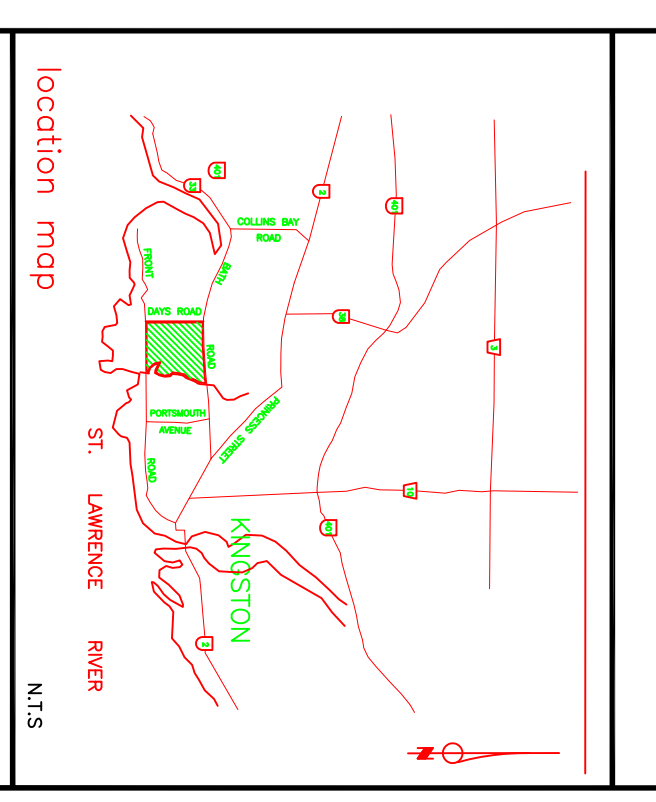 location map
401
33
2
401
COLLINS BAY
ROAD
BATH
ROAD
FRONT
DAYS ROAD
38
3
PORTSMOUTH
AVENUE
PRINCESS STREET
ROAD
10
401
KINGSTON
2
ST. LAWRENCE RIVER
N
N.T.S